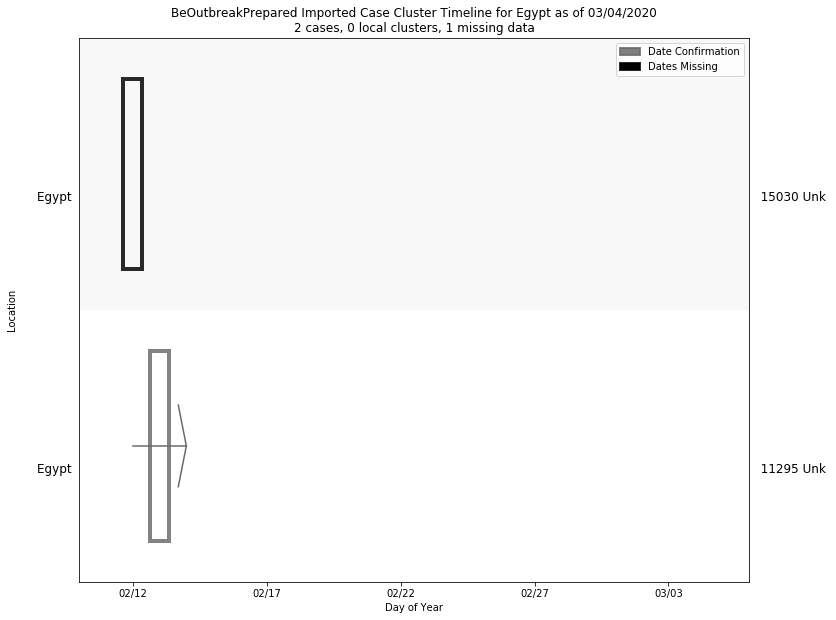 BeOutbreakPrepared Imported Case Cluster Timeline for Egypt as of 03/04/2020
2 cases, 0 local clusters, 1 missing data
Date Confirmation
Dates Missing
Egypt
15030 Unk
Location
Egypt
11295 Unk
02/12
02/17
02/22
02/27
03/03
Day of Year